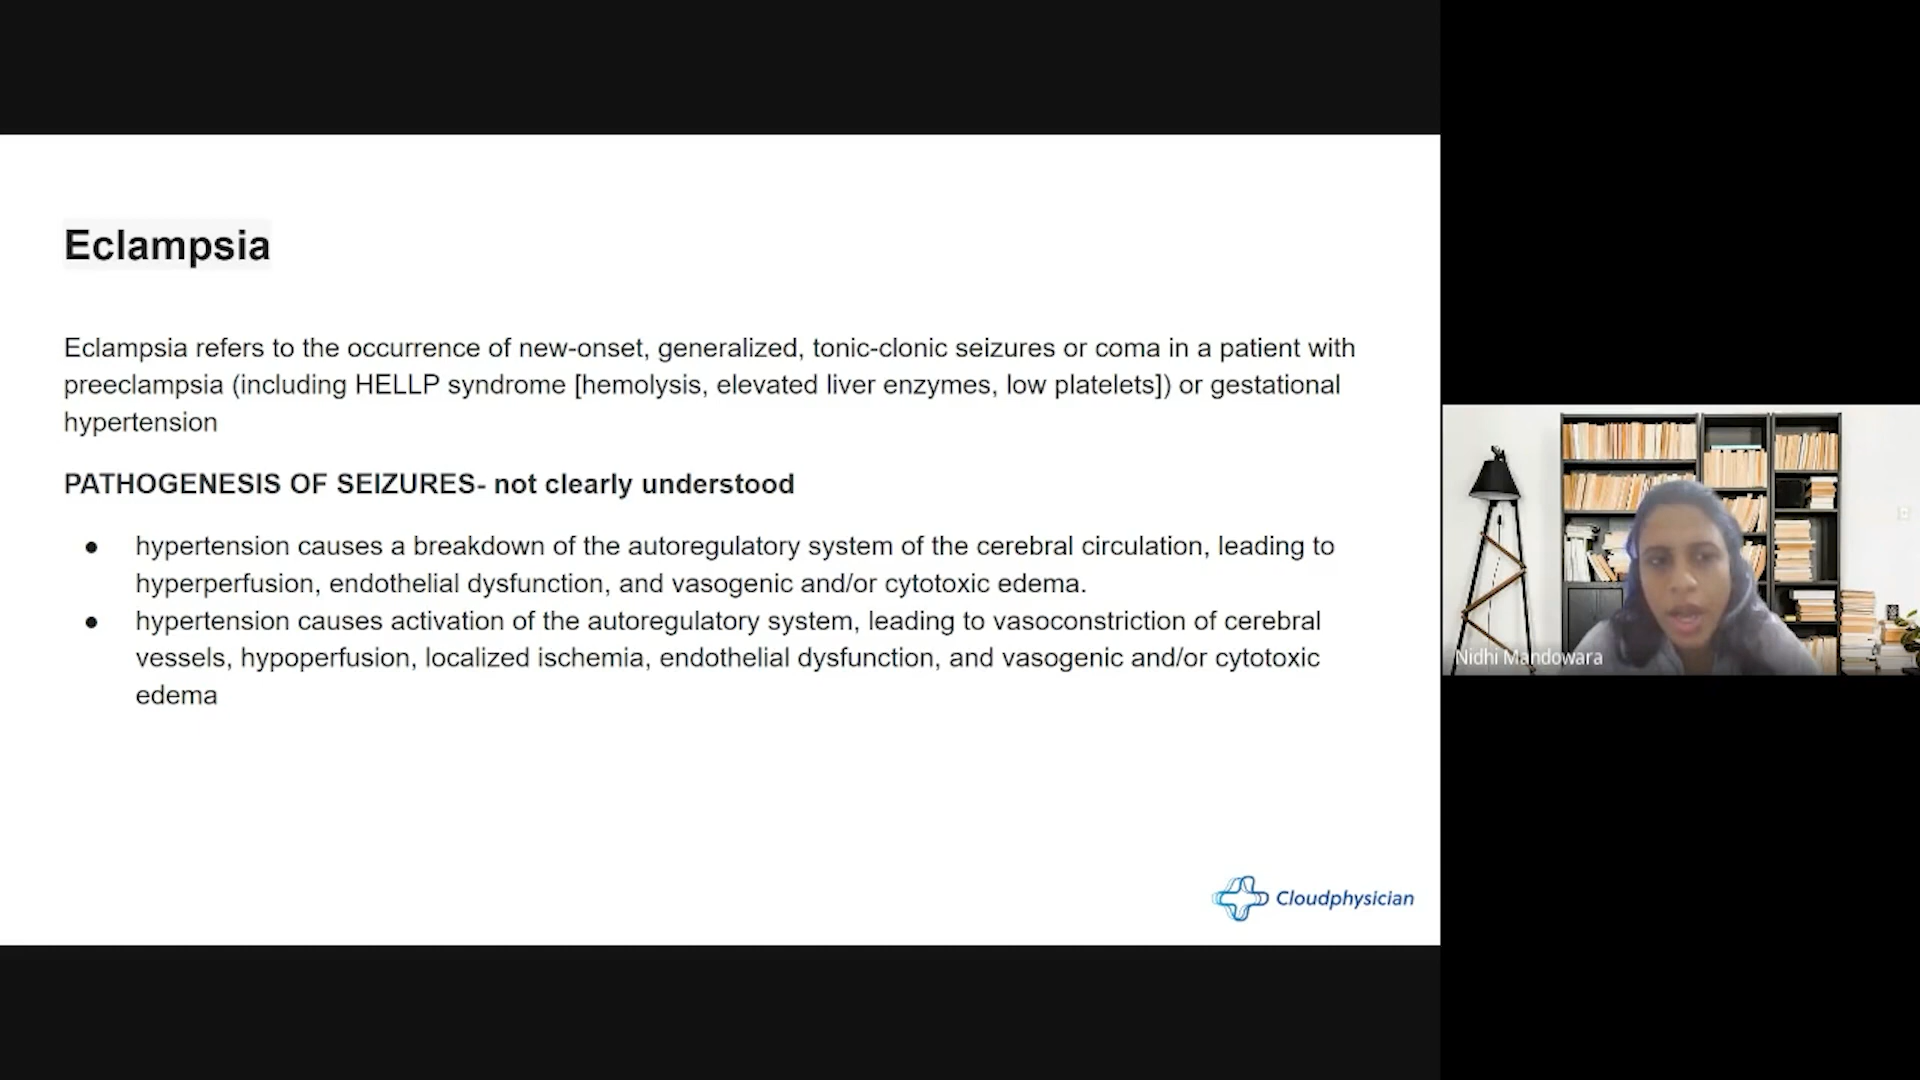 Eclampsia
Eclampsia refers to the occurrence of new-onset, generalized, tonic-clonic seizures or coma in a patient with
preeclampsia (including HELLP syndrome [hemolysis, elevated liver enzymes, low platelets]) or gestational
hypertension
PATHOGENESIS OF SEIZURES- not clearly understood
● hypertension causes a breakdown of the autoregulatory system of the cerebral circulation, leading to
hyperperfusion, endothelial dysfunction, and vasogenic and/or cytotoxic edema.
● hypertension causes activation of the autoregulatory system, leading to vasoconstriction of cerebral
vessels, hypoperfusion, localized ischemia, endothelial dysfunction, and vasogenic and/or cytotoxic
edema
Cloudphysician
Nidhi Mandowara